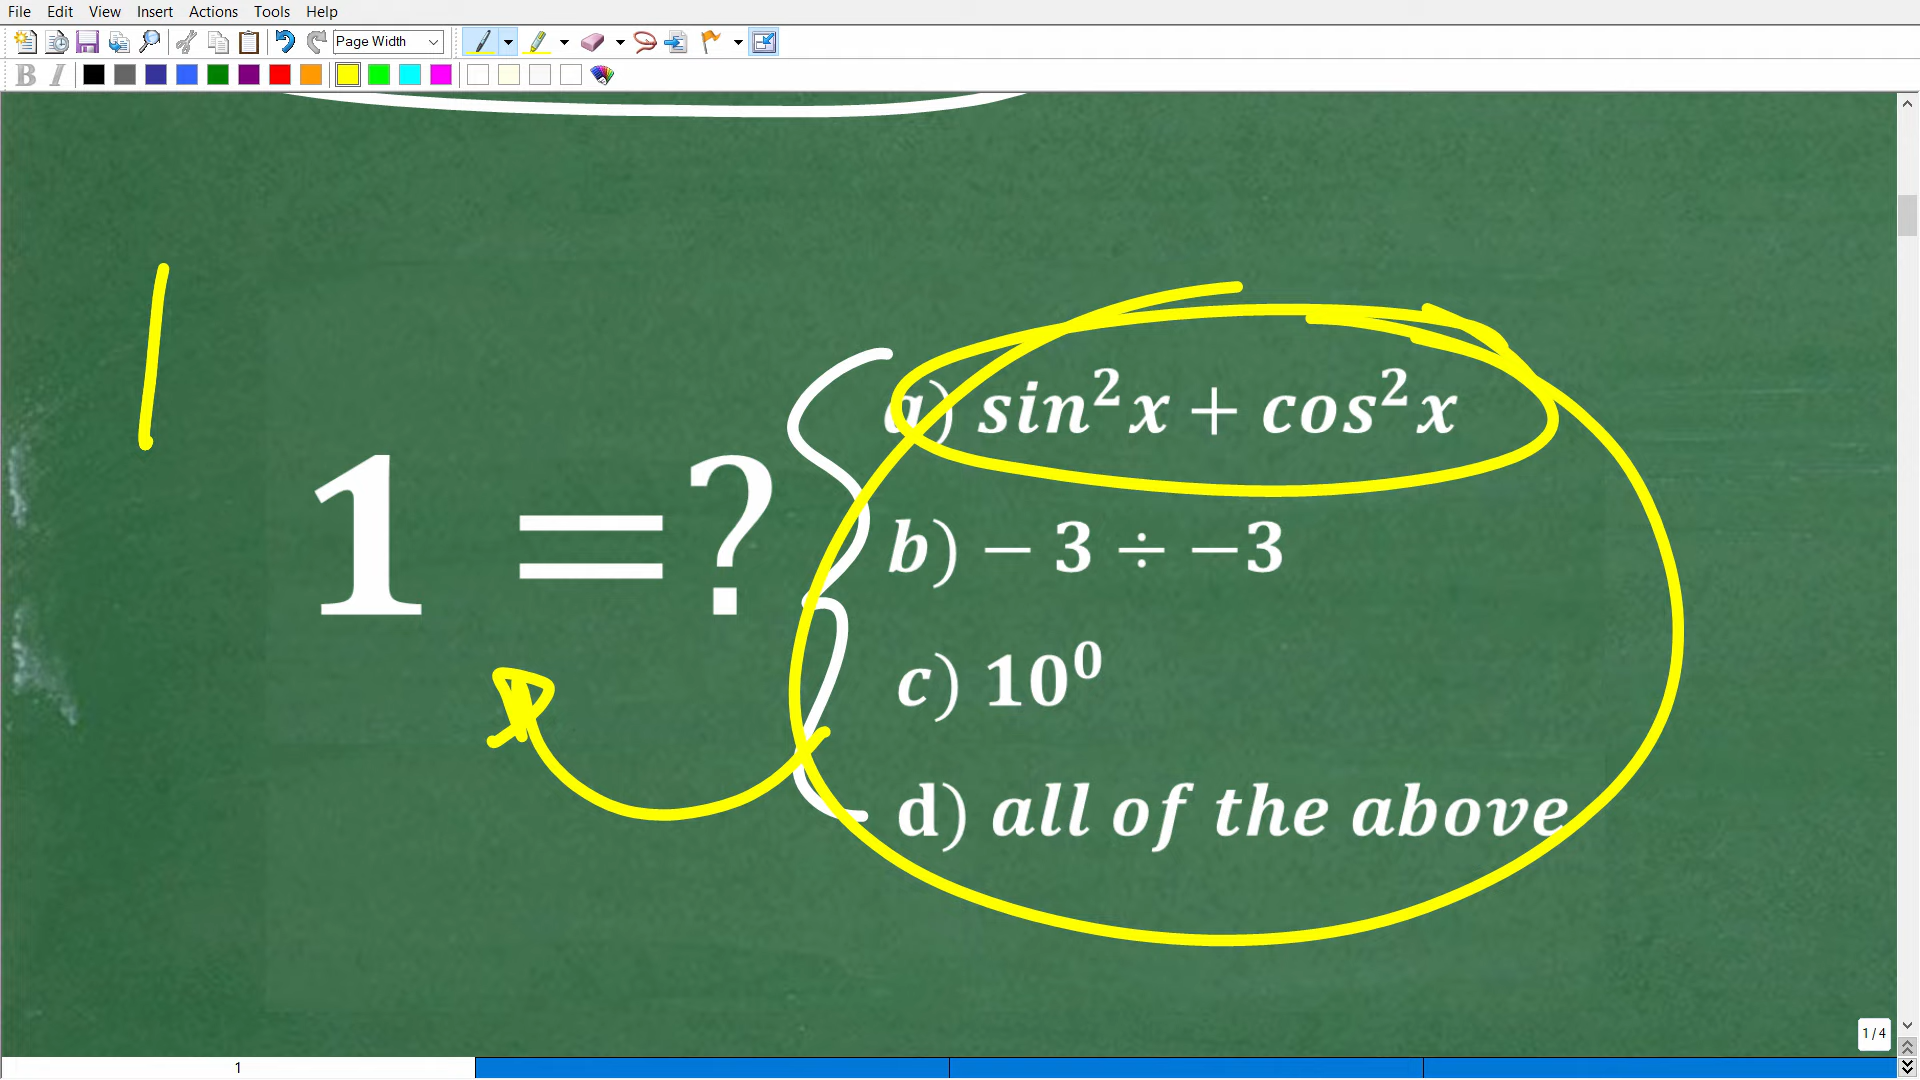 File Edit View Insert Actions Tools Help
Page Width
B I
1
1 =?
a) sin²x + cos²x
b) − 3 ÷ −3
c) 10⁰
d) all of the above
1 / 4
1